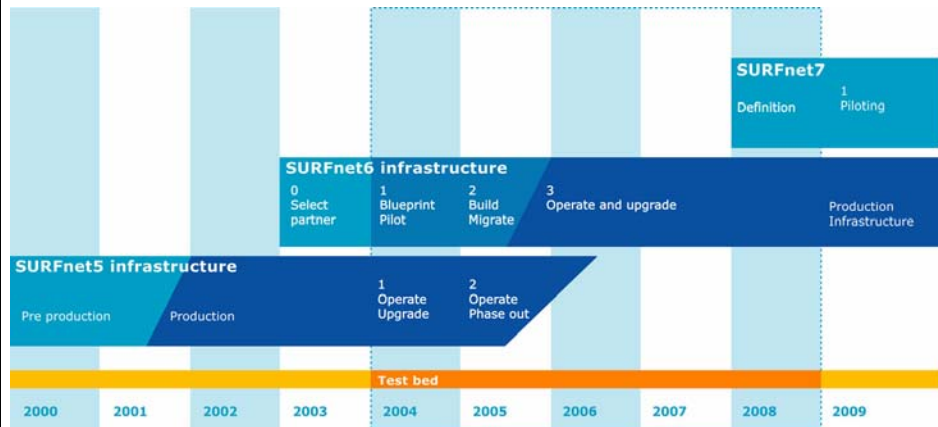 SURFnet7
Definition
1
Piloting
SURFnet6 infrastructure
0
Select
partner
1
Blueprint
Pilot
2
Build
Migrate
3
Operate and upgrade
Production
Infrastructure
SURFnet5 infrastructure
Pre production
Production
1
Operate
Upgrade
2
Operate
Phase out
Test bed
2000 2001 2002 2003 2004 2005 2006 2007 2008 2009